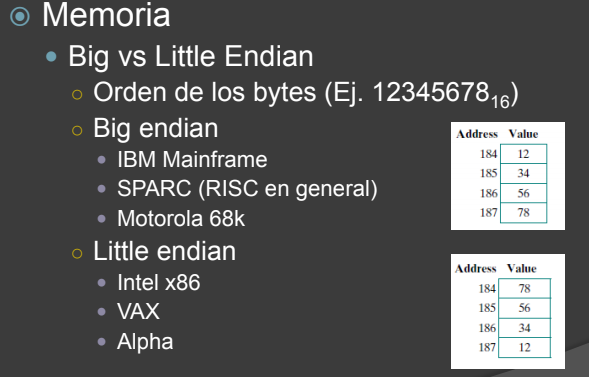 Memoria
Big vs Little Endian
Orden de los bytes (Ej. 12345678₁₆)
Big endian
IBM Mainframe
SPARC (RISC en general)
Motorola 68k
Address Value
184 12
185 34
186 56
187 78
Little endian
Intel x86
VAX
Alpha
Address Value
184 78
185 56
186 34
187 12